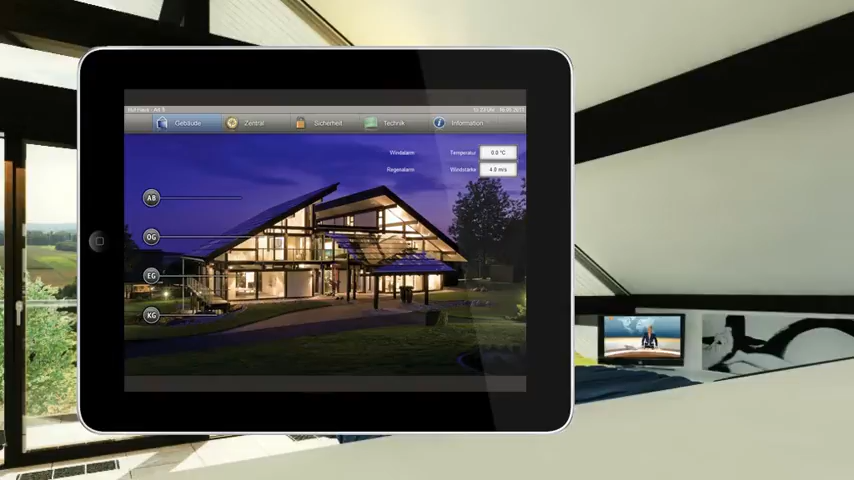 Gebäude Zentral Sicherheit Technik Information
Windalarm Temperatur 0.0 °C
Regenalarm Windstärke 4.0 m/s
AB
OG
EG
KG